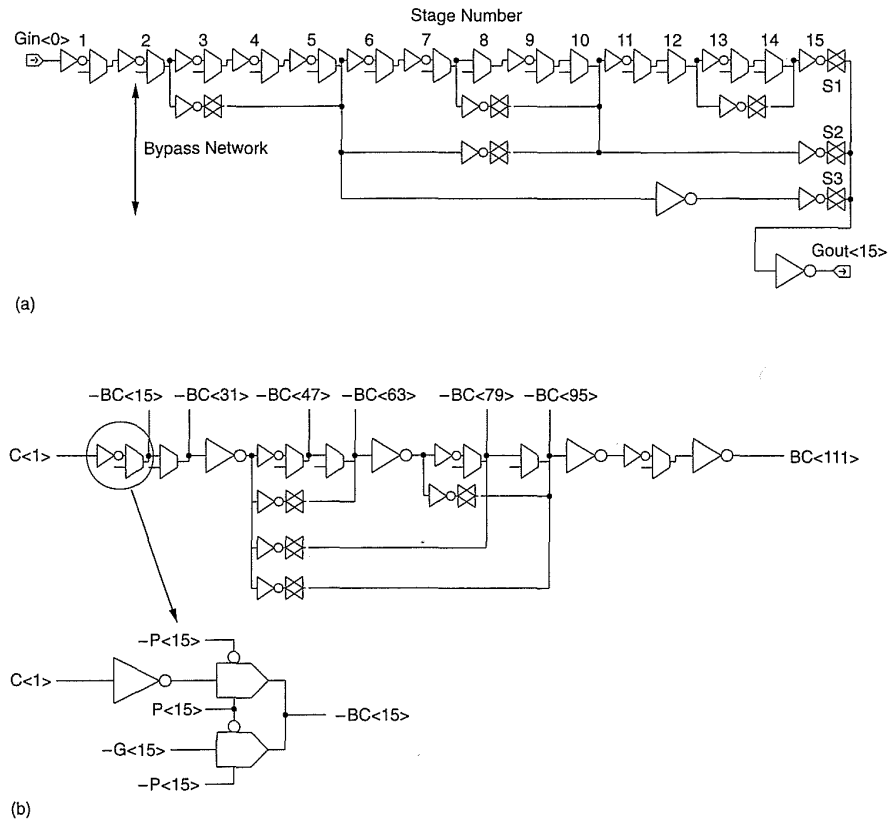 Stage Number
Gin<0> 1 2 3 4 5 6 7 8 9 10 11 12 13 14 15
S1
Bypass Network
S2
S3
Gout<15>
(a)
–BC<15> –BC<31> –BC<47> –BC<63> –BC<79> –BC<95>
C<1> BC<111>
–P<15>
C<1>
P<15> –BC<15>
–G<15>
–P<15>
(b)